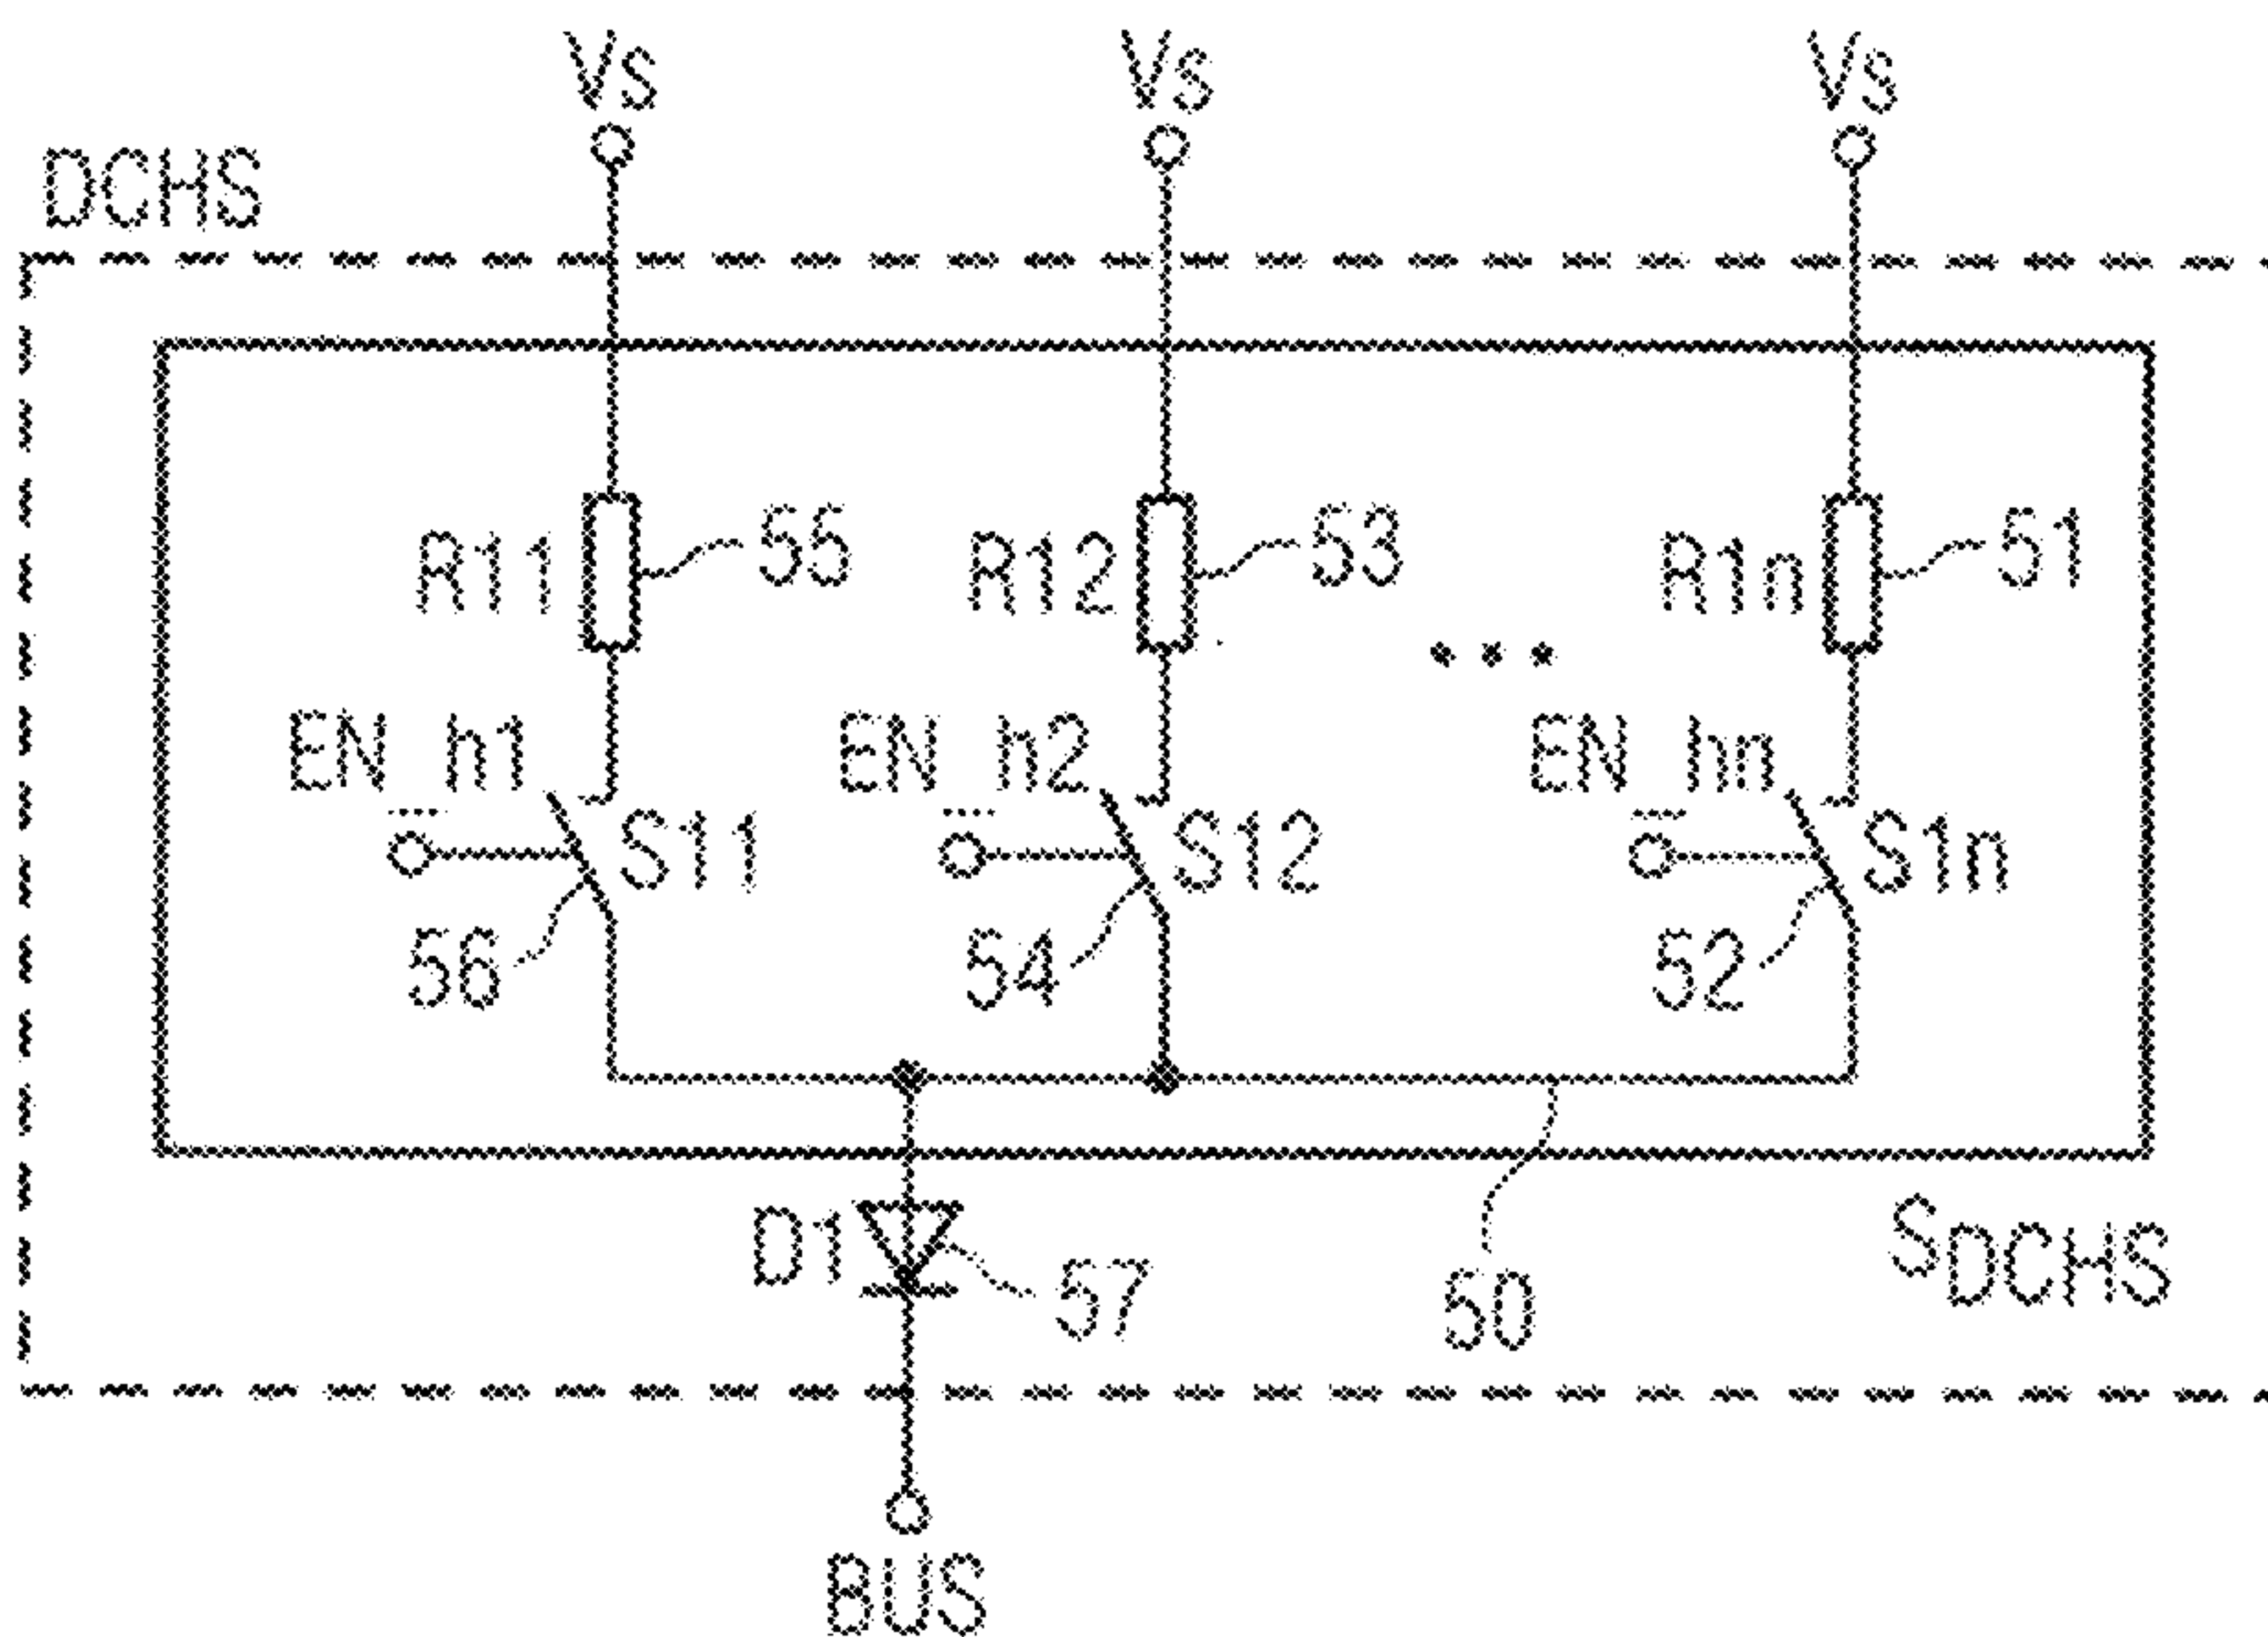 Vs Vs Vs
DCHS
R11 55 R12 53 R1n 51
...
EN_h1 EN_h2 EN_hn
S11 S12 S1n
56 54 52
D1 57 50 SDCHS
BUS